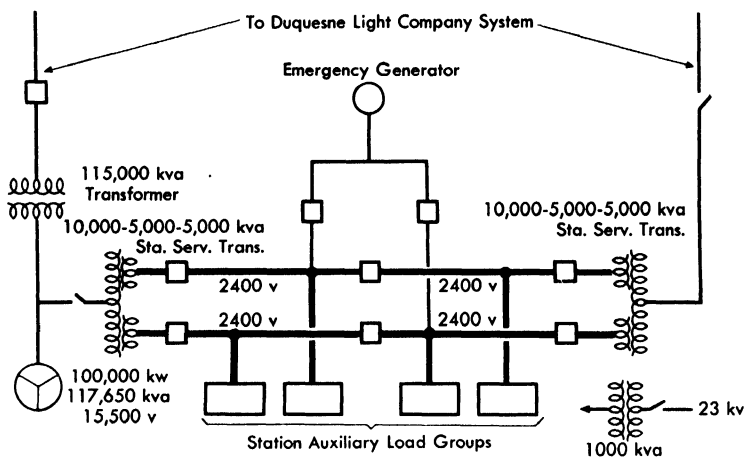 To Duquesne Light Company System
Emergency Generator
115,000 kva
Transformer
10,000-5,000-5,000 kva
Sta. Serv. Trans.
10,000-5,000-5,000 kva
Sta. Serv. Trans.
2400 v
2400 v
2400 v
2400 v
100,000 kw
117,650 kva
15,500 v
Station Auxiliary Load Groups
23 kv
1000 kva